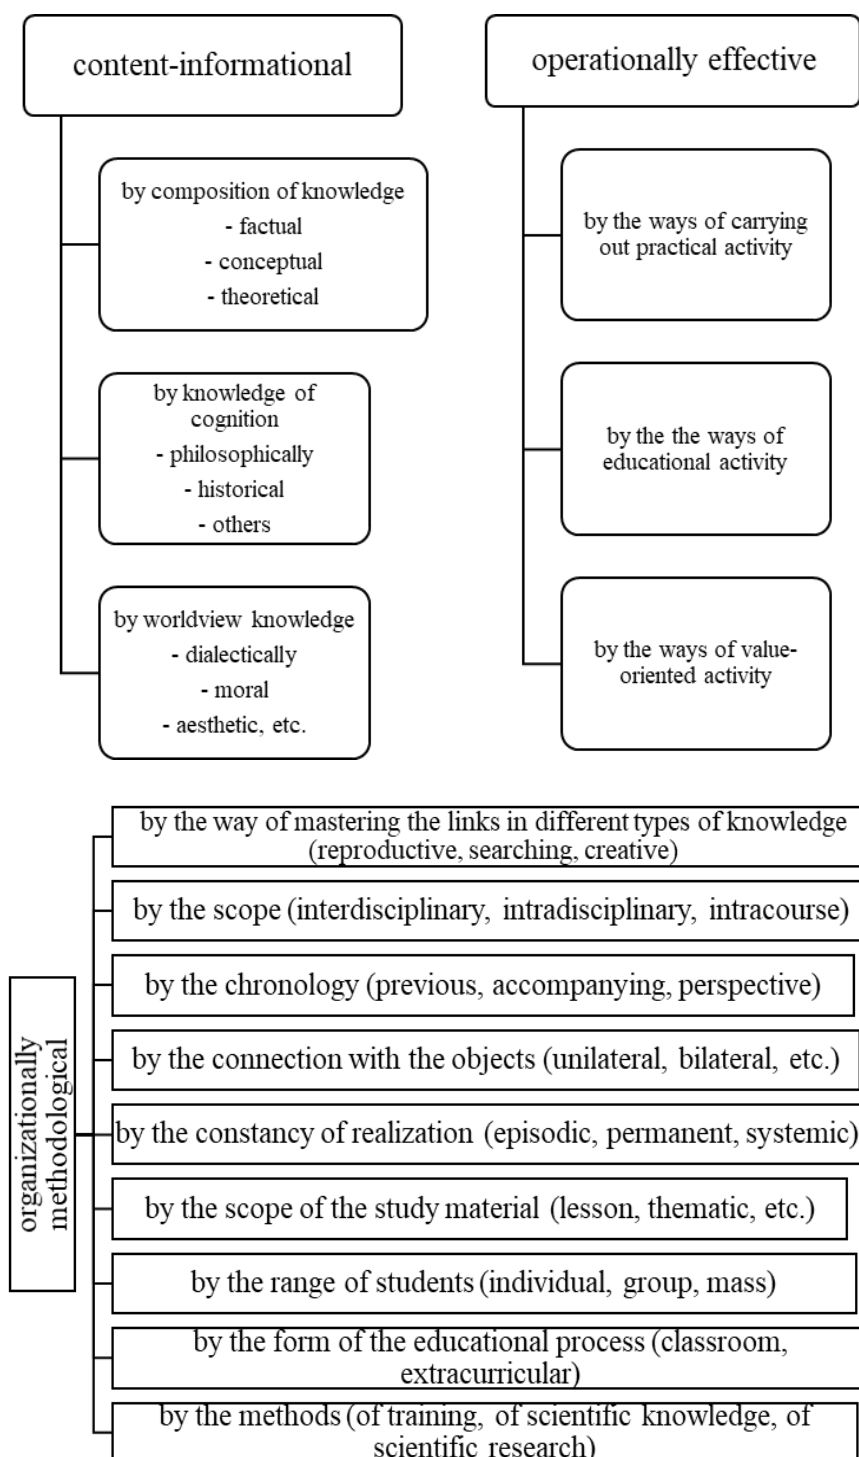 content-informational
by composition of knowledge
- factual
- conceptual
- theoretical
by knowledge of
cognition
- philosophically
- historical
- others
by worldview knowledge
- dialectically
- moral
- aesthetic, etc.
operationally effective
by the ways of carrying
out practical activity
by the the ways of
educational activity
by the ways of value-
oriented activity
organizationally
methodological
by the way of mastering the links in different types of knowledge
(reproductive, searching, creative)
by the scope (interdisciplinary, intradisciplinary, intracourse)
by the chronology (previous, accompanying, perspective)
by the connection with the objects (unilateral, bilateral, etc.)
by the constancy of realization (episodic, permanent, systemic)
by the scope of the study material (lesson, thematic, etc.)
by the range of students (individual, group, mass)
by the form of the educational process (classroom,
extracurricular)
by the methods (of training, of scientific knowledge, of
scientific research)